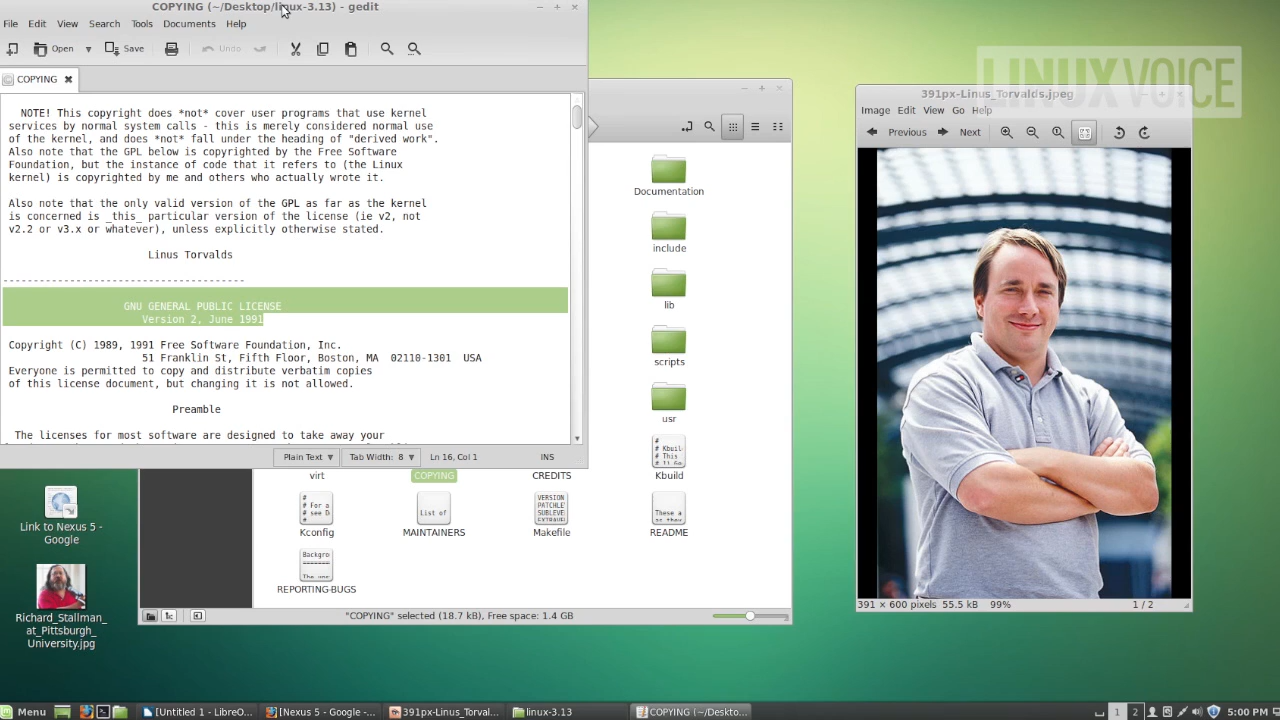 COPYING (~/Desktop/linux-3.13) - gedit
File Edit View Search Tools Documents Help
Open Save Undo
COPYING
NOTE! This copyright does *not* cover user programs that use kernel
services by normal system calls - this is merely considered normal use
of the kernel, and does *not* fall under the heading of "derived work".
Also note that the GPL below is copyrighted by the Free Software
Foundation, but the instance of code that it refers to (the Linux
kernel) is copyrighted by me and others who actually wrote it.
Also note that the only valid version of the GPL as far as the kernel
is concerned is _this_ particular version of the license (ie v2, not
v2.2 or v3.x or whatever), unless explicitly otherwise stated.
Linus Torvalds
----------------------------------------
GNU GENERAL PUBLIC LICENSE
Version 2, June 1991
Copyright (C) 1989, 1991 Free Software Foundation, Inc.
51 Franklin St, Fifth Floor, Boston, MA 02110-1301 USA
Everyone is permitted to copy and distribute verbatim copies
of this license document, but changing it is not allowed.
Preamble
The licenses for most software are designed to take away your
Plain Text Tab Width: 8 Ln 16, Col 1 INS
Documentation
include
lib
scripts
usr
virt COPYING CREDITS Kbuild
Kconfig MAINTAINERS Makefile README
REPORTING-BUGS
"COPYING" selected (18.7 kB), Free space: 1.4 GB
LINUXVOICE
391px-Linus_Torvalds.jpeg
Image Edit View Go Help
Previous Next
391 × 600 pixels 55.5 kB 99% 1 / 2
Link to Nexus 5 -
Google
Richard_Stallman_
at_Pittsburgh_
University.jpg
Menu [Untitled 1 - LibreO... [Nexus 5 - Google -... 391px-Linus_Torval... linux-3.13 COPYING (~/Deskto... 1 2 5:00 PM